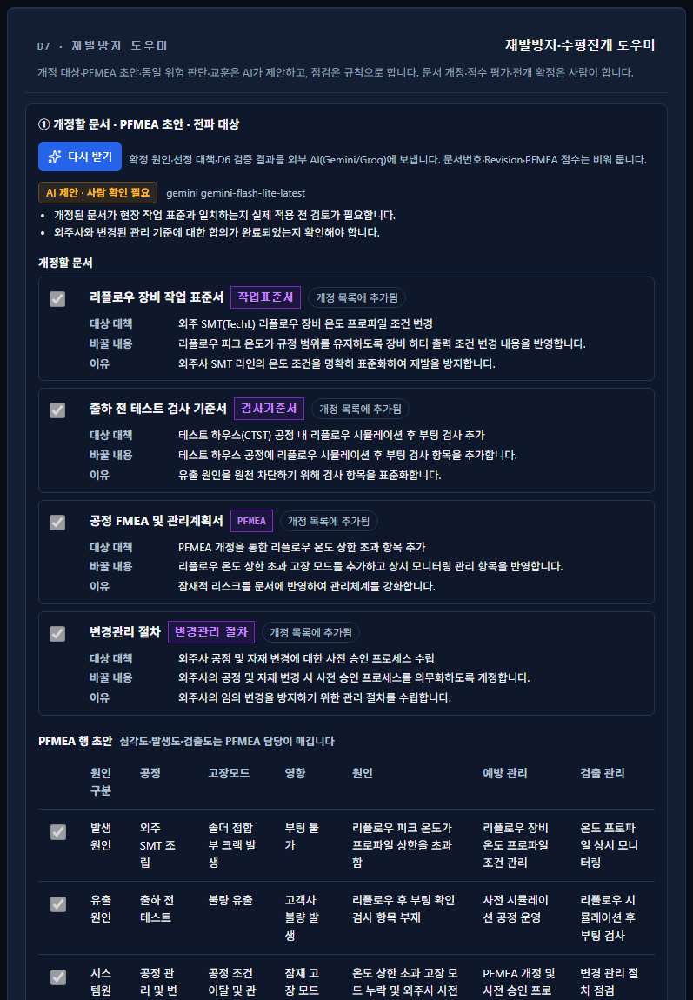 D7 · 재발방지 도우미
재발방지·수평전개 도우미
개정 대상·PFMEA 초안·동일 위험 판단·교훈은 AI가 제안하고, 점검은 규칙으로 합니다. 문서 개정·점수 평가·전개 확정은 사람이 합니다.
① 개정할 문서 · PFMEA 초안 · 전파 대상
다시 받기
확정 원인·선정 대책·D6 검증 결과를 외부 AI(Gemini/Groq)에 보냅니다. 문서번호·Revision·PFMEA 점수는 비워 둡니다.
AI 제안 · 사람 확인 필요 gemini gemini-flash-lite-latest
• 개정된 문서가 현장 작업 표준과 일치하는지 실제 적용 전 검토가 필요합니다.
• 외주사와 변경된 관리 기준에 대한 합의가 완료되었는지 확인해야 합니다.
개정할 문서
리플로우 장비 작업 표준서 작업표준서 개정 목록에 추가됨
대상 대책 외주 SMT(TechL) 리플로우 장비 온도 프로파일 조건 변경
바꿀 내용 리플로우 피크 온도가 규정 범위를 유지하도록 장비 히터 출력 조건 변경 내용을 반영합니다.
이유 외주사 SMT 라인의 온도 조건을 명확히 표준화하여 재발을 방지합니다.
출하 전 테스트 검사 기준서 검사기준서 개정 목록에 추가됨
대상 대책 테스트 하우스(CTST) 공정 내 리플로우 시뮬레이션 후 부팅 검사 추가
바꿀 내용 테스트 하우스 공정에 리플로우 시뮬레이션 후 부팅 검사 항목을 추가합니다.
이유 유출 원인을 원천 차단하기 위해 검사 항목을 표준화합니다.
공정 FMEA 및 관리계획서 PFMEA 개정 목록에 추가됨
대상 대책 PFMEA 개정을 통한 리플로우 온도 상한 초과 항목 추가
바꿀 내용 리플로우 온도 상한 초과 고장 모드를 추가하고 상시 모니터링 관리 항목을 반영합니다.
이유 잠재적 리스크를 문서에 반영하여 관리체계를 강화합니다.
변경관리 절차 변경관리 절차 개정 목록에 추가됨
대상 대책 외주사 공정 및 자재 변경에 대한 사전 승인 프로세스 수립
바꿀 내용 외주사의 공정 및 자재 변경 시 사전 승인 프로세스를 의무화하도록 개정합니다.
이유 외주사의 임의 변경을 방지하기 위한 관리 절차를 수립합니다.
PFMEA 행 초안 심각도·발생도·검출도는 PFMEA 담당이 매깁니다
원인 공정 고장모드 영향 원인 예방 관리 검출 관리
구분
발생 외주 솔더 접합 부팅 불 리플로우 피크 온도가 리플로우 장비 온도 프로파
원인 SMT 조 부 크랙 발 가 프로파일 상한을 초과 온도 프로파일 일 상시 모니
립 생 함 조건 관리 터링
유출 출하 전 불량 유출 고객사 리플로우 후 부팅 확인 사전 시뮬레이 리플로우 시
원인 테스트 불량 발 검사 항목 부재 션 공정 운영 뮬레이션 후
생 부팅 검사
시스 공정 관 공정 조건 잠재 고 온도 상한 초과 고장 모 PFMEA 개정 및 변경 관리 절
템원 리 및 변 이탈 및 관 장 모드 드 누락 및 외주사 사전 사전 승인 프로 차 점검